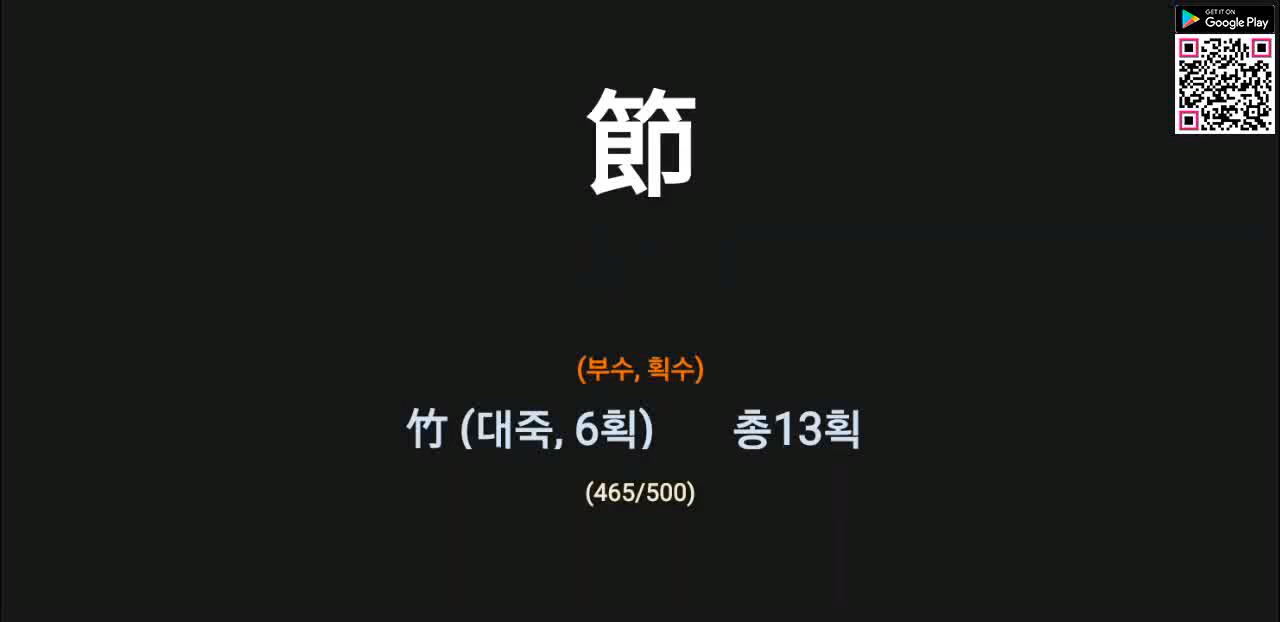 GET IT ON
Google Play
節
(부수, 획수)
竹 (대죽, 6획) 총13획
(465/500)